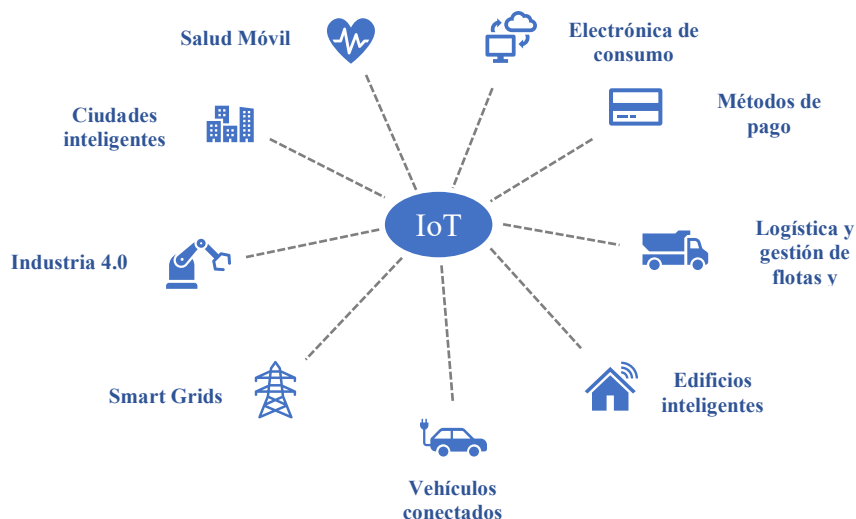 Salud Móvil
Electrónica de
consumo
Ciudades
inteligentes
Métodos de
pago
IoT
Industria 4.0
Logística y
gestión de
flotas y
Smart Grids
Edificios
inteligentes
Vehículos
conectados